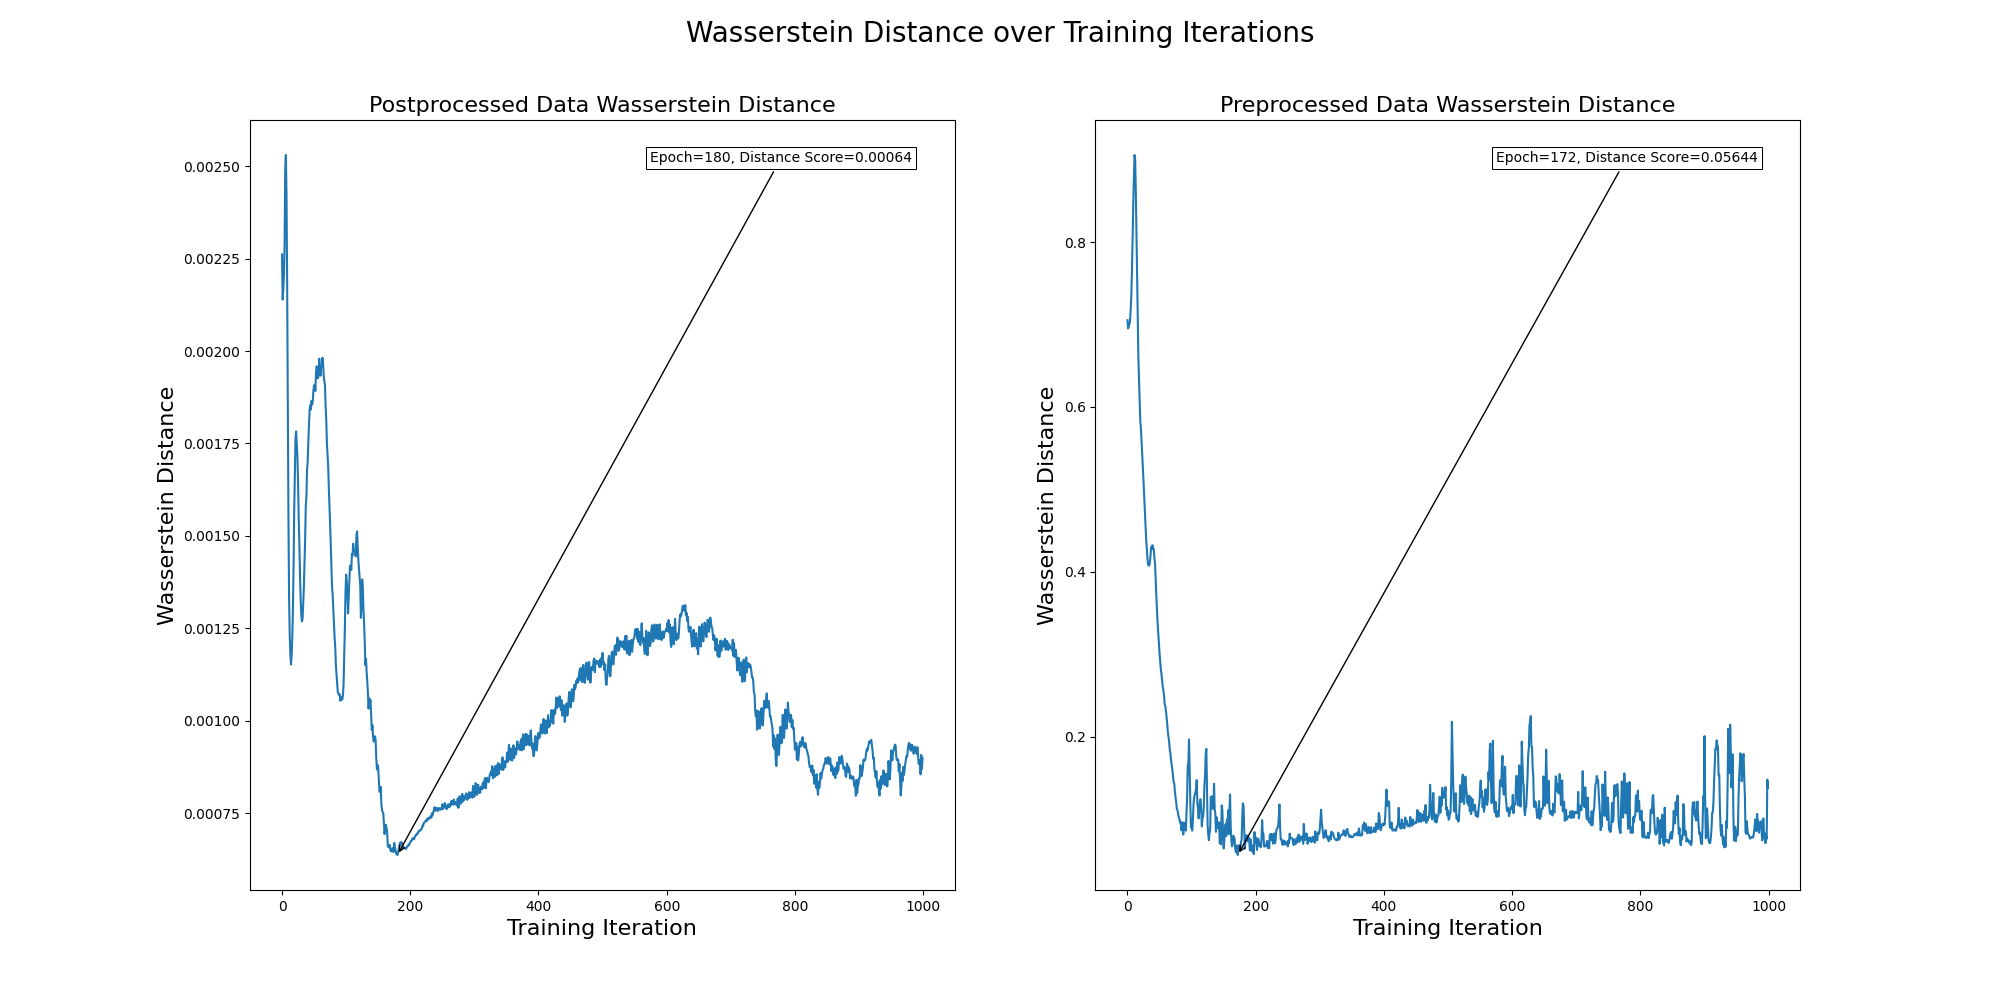 Wasserstein Distance over Training Iterations
Postprocessed Data Wasserstein Distance
Epoch=180, Distance Score=0.00064
0.00250
0.00225
0.00200
0.00175
0.00150
0.00125
0.00100
0.00075
Wasserstein Distance
0 200 400 600 800 1000
Training Iteration
Preprocessed Data Wasserstein Distance
Epoch=172, Distance Score=0.05644
0.8
0.6
0.4
0.2
Wasserstein Distance
0 200 400 600 800 1000
Training Iteration